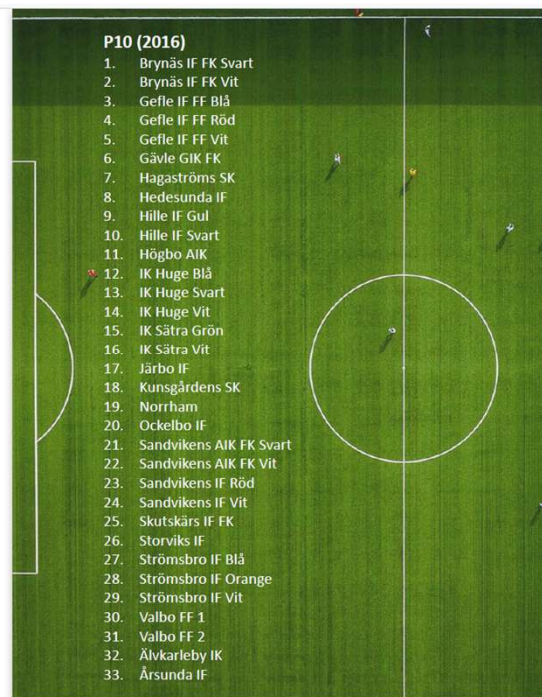 P10 (2016)
1. Brynäs IF FK Svart
2. Brynäs IF FK Vit
3. Gefle IF FF Blå
4. Gefle IF FF Röd
5. Gefle IF FF Vit
6. Gävle GIK FK
7. Hagaströms SK
8. Hedesunda IF
9. Hille IF Gul
10. Hille IF Svart
11. Högbo AIK
12. IK Huge Blå
13. IK Huge Svart
14. IK Huge Vit
15. IK Sätra Grön
16. IK Sätra Vit
17. Järbo IF
18. Kunsgårdens SK
19. Norrham
20. Ockelbo IF
21. Sandvikens AIK FK Svart
22. Sandvikens AIK FK Vit
23. Sandvikens IF Röd
24. Sandvikens IF Vit
25. Skutskärs IF FK
26. Storviks IF
27. Strömsbro IF Blå
28. Strömsbro IF Orange
29. Strömsbro IF Vit
30. Valbo FF 1
31. Valbo FF 2
32. Älvkarleby IK
33. Årsunda IF